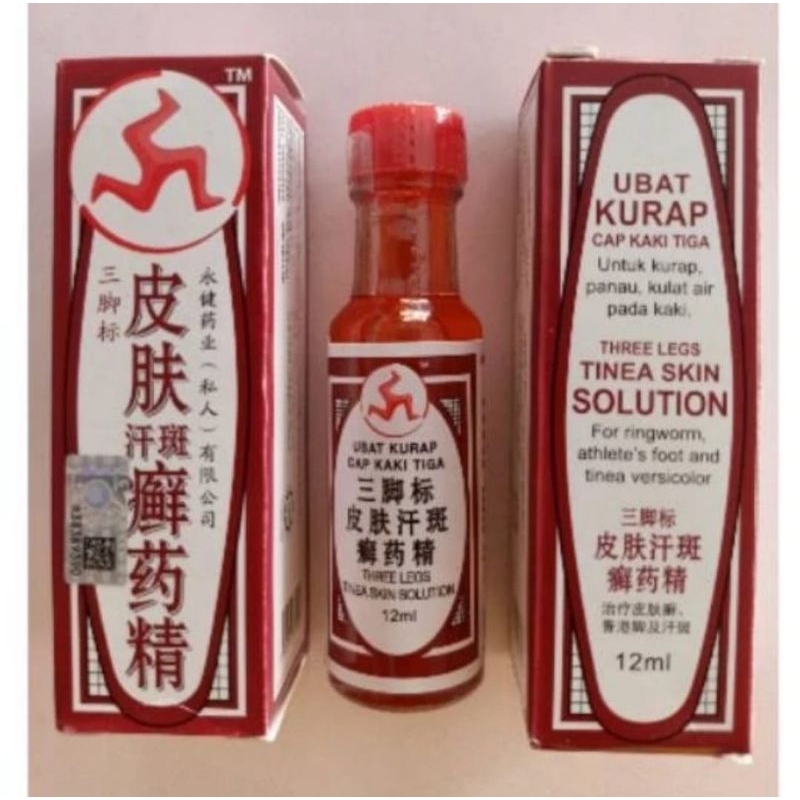 TM
三脚标
皮肤
汗斑
癣药精
永健药业（私人）有限公司
UBAT KURAP
CAP KAKI TIGA
三脚标
皮肤汗斑
癣药精
THREE LEGS
TINEA SKIN SOLUTION
12ml
UBAT
KURAP
CAP KAKI TIGA
Untuk kurap,
panau, kulat air
pada kaki.
THREE LEGS
TINEA SKIN
SOLUTION
For ringworm,
athlete's foot and
tinea versicolor
三脚标
皮肤汗斑
癣药精
治疗皮肤癣、
香港脚及汗斑
12ml